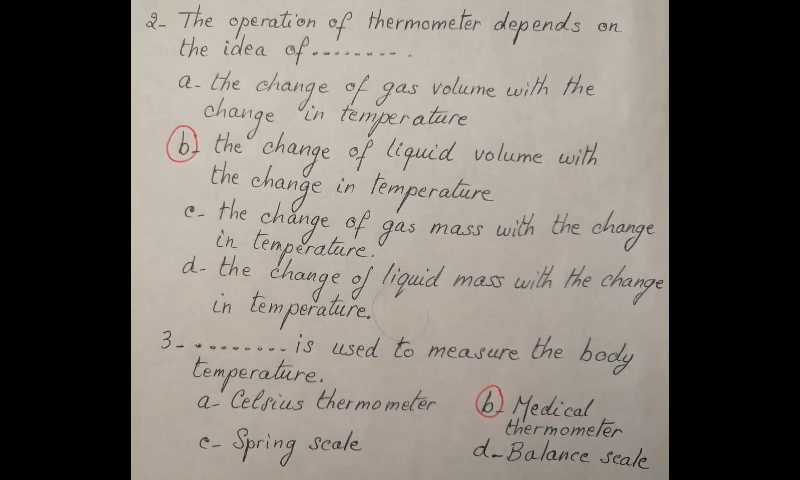 2- The operation of thermometer depends on
the idea of ........ .
a- the change of gas volume with the
change in temperature
b- the change of liquid volume with
the change in temperature
c- the change of gas mass with the change
in temperature.
d- the change of liquid mass with the change
in temperature.
3- ......... is used to measure the body
temperature.
a- Celsius thermometer
b- Medical
thermometer
c- Spring scale
d- Balance scale